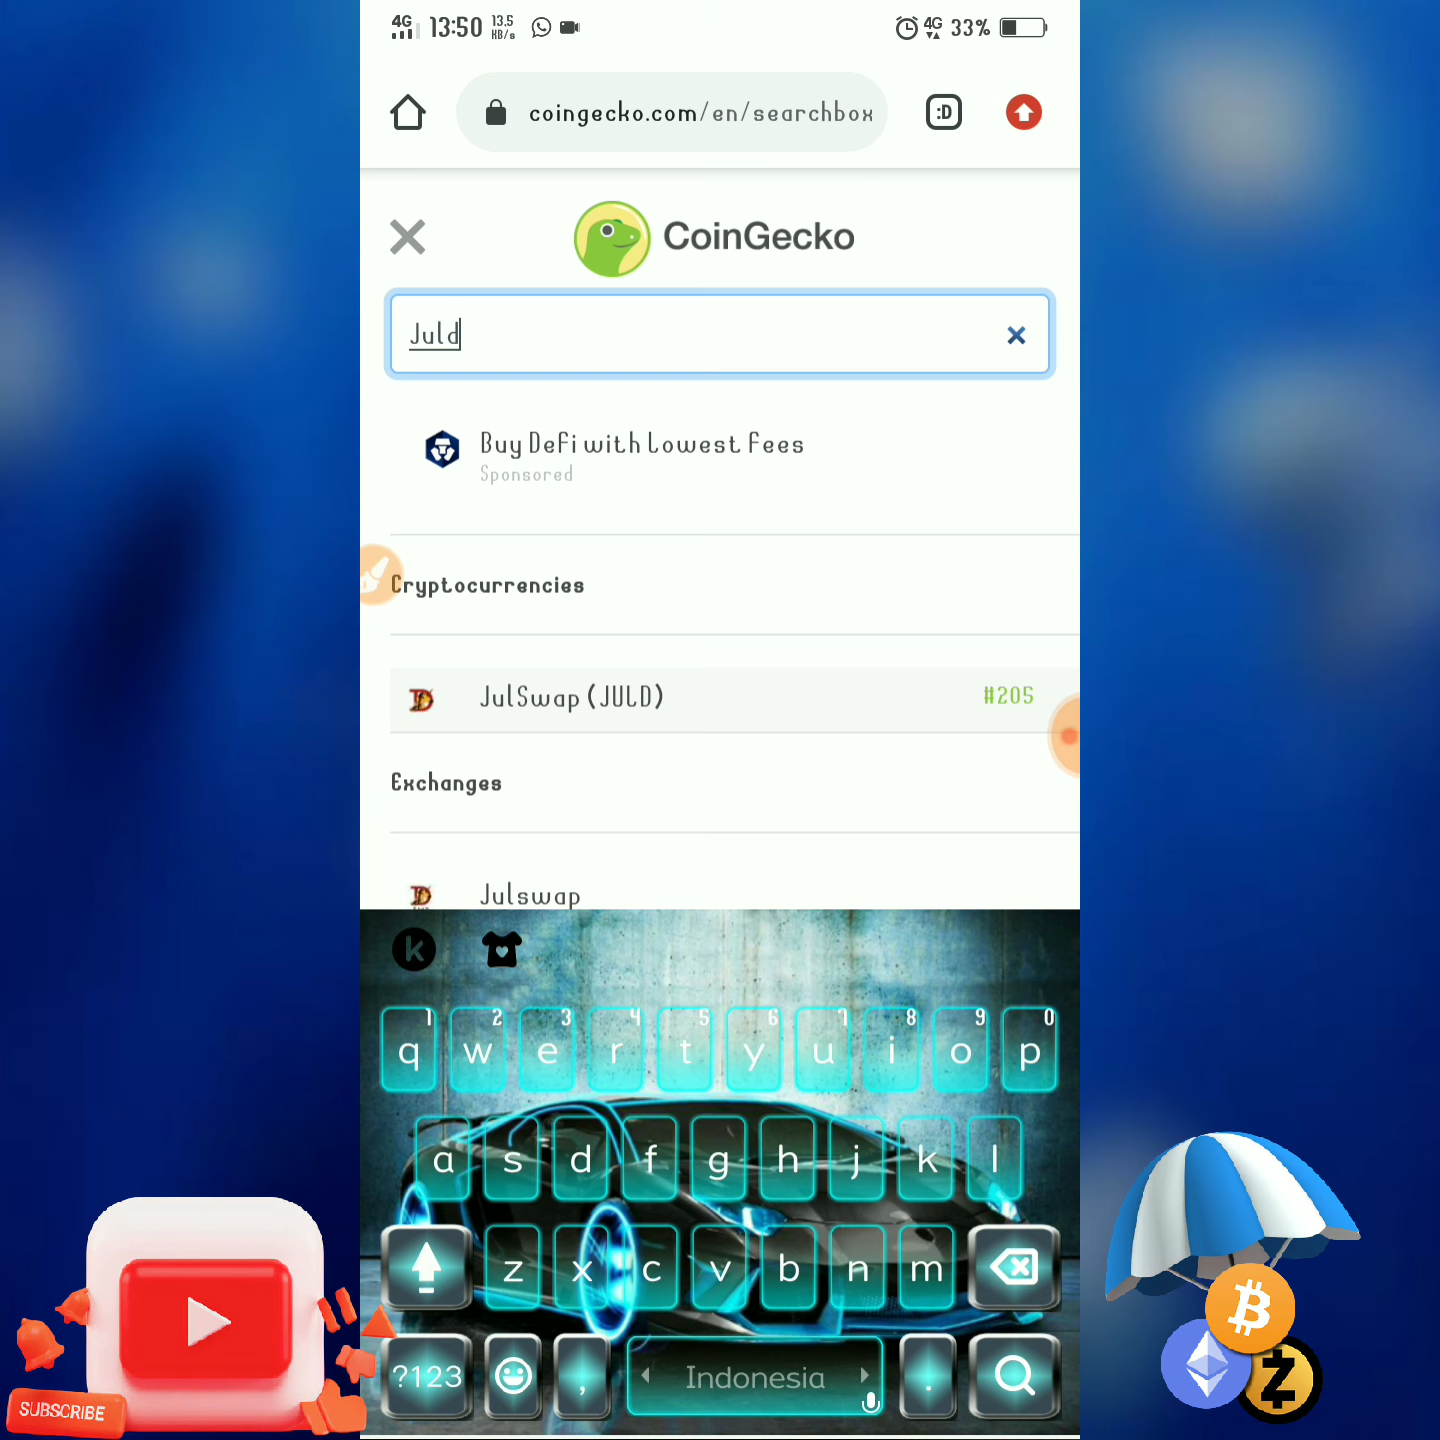 4G 13:50 13.5 KB/s 4G 33%
coingecko.com/en/searchbox :D
CoinGecko
Juld
Buy DeFi with Lowest Fees
Sponsored
Cryptocurrencies
JulSwap (JULD) #205
Exchanges
Julswap
k
1 2 3 4 5 6 7 8 9 0
q w e r t y u i o p
a s d f g h j k l
z x c v b n m
?123 , Indonesia .
SUBSCRIBE